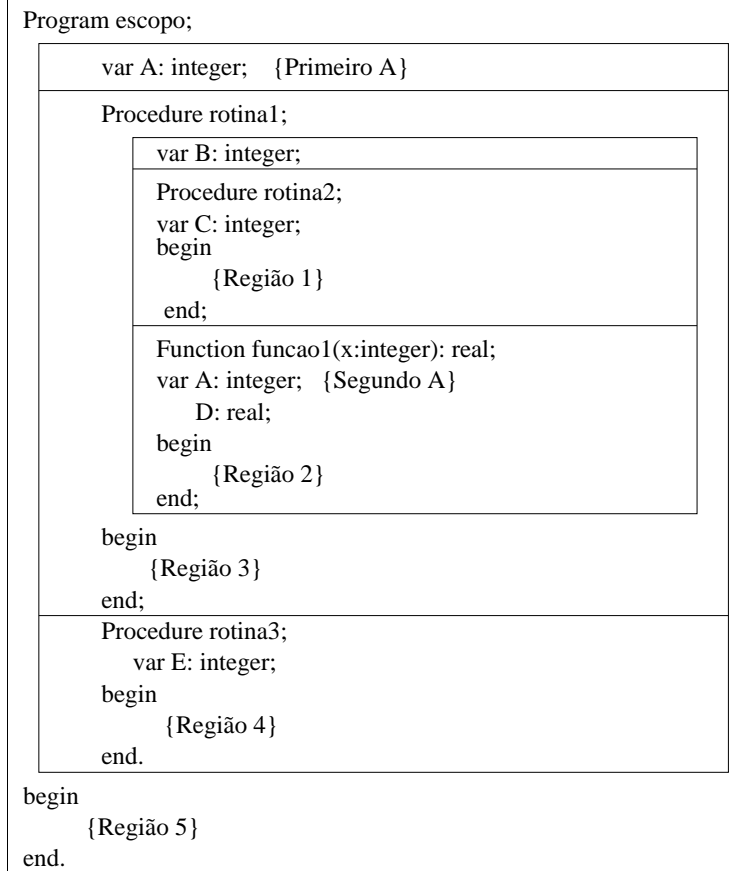 Program escopo;
var A: integer; {Primeiro A}
Procedure rotina1;
var B: integer;
Procedure rotina2;
var C: integer;
begin
{Região 1}
end;
Function funcao1(x:integer): real;
var A: integer; {Segundo A}
D: real;
begin
{Região 2}
end;
begin
{Região 3}
end;
Procedure rotina3;
var E: integer;
begin
{Região 4}
end.
begin
{Região 5}
end.